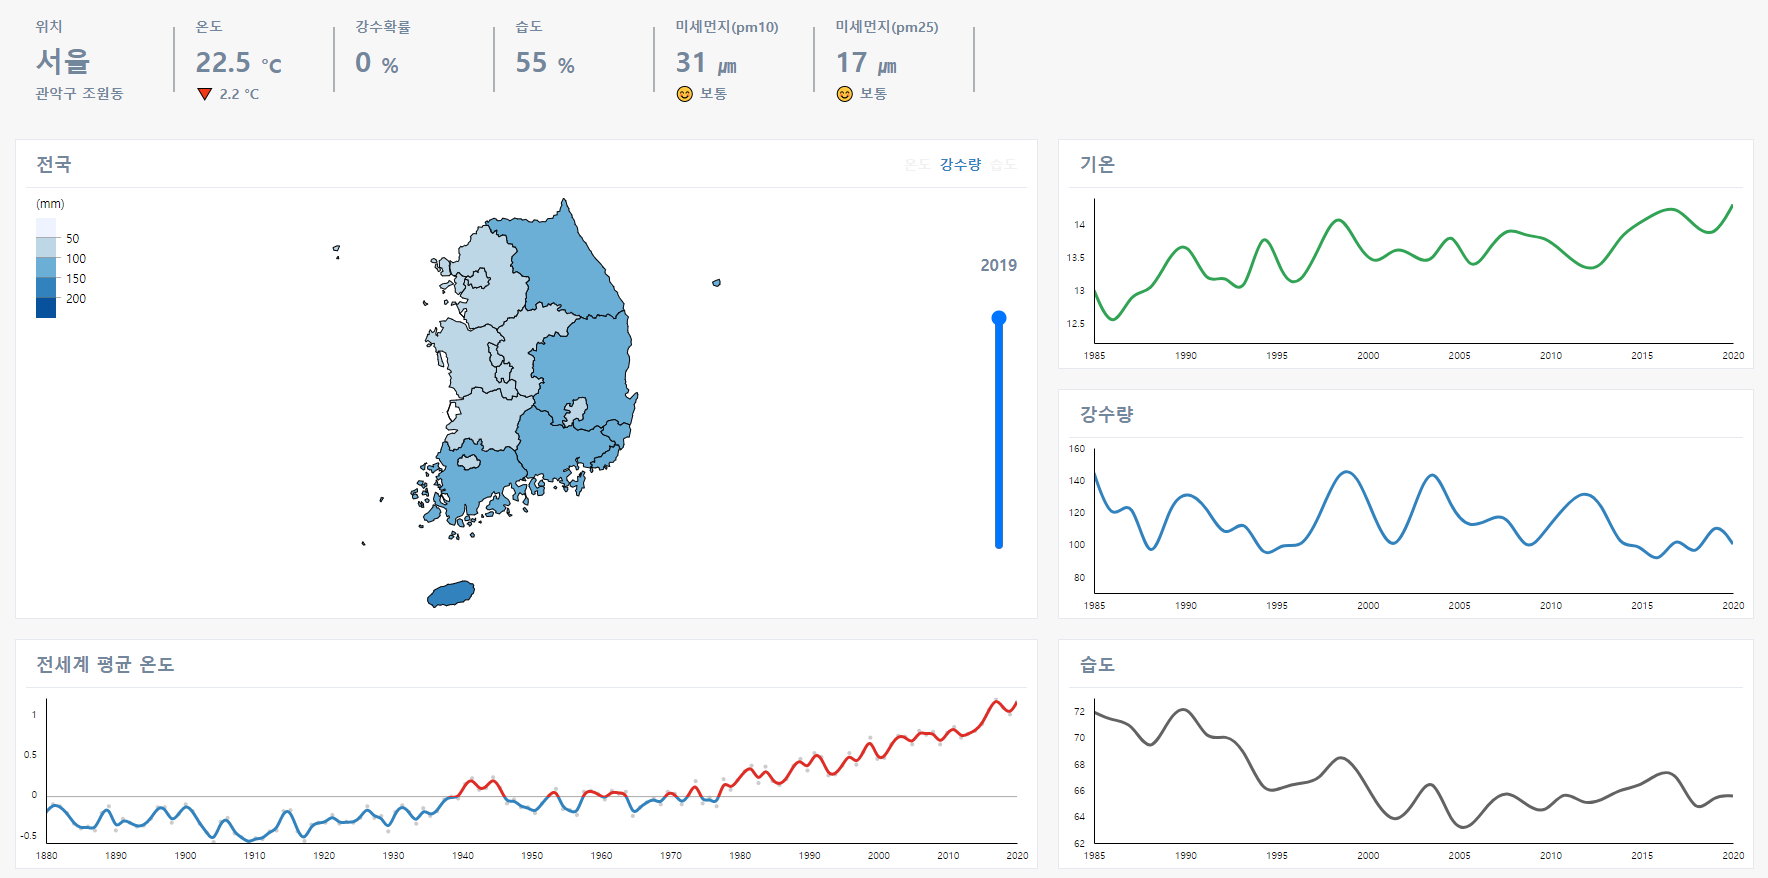 위치
서울
관악구 조원동
온도
22.5 °C
▼ 2.2 °C
강수확률
0 %
습도
55 %
미세먼지(pm10)
31 ㎛
보통
미세먼지(pm25)
17 ㎛
보통
전국
온도 강수량 습도
(mm)
50
100
150
200
2019
기온
14
13.5
13
12.5
1985 1990 1995 2000 2005 2010 2015 2020
강수량
160
140
120
100
80
1985 1990 1995 2000 2005 2010 2015 2020
전세계 평균 온도
1
0.5
0
-0.5
1880 1890 1900 1910 1920 1930 1940 1950 1960 1970 1980 1990 2000 2010 2020
습도
72
70
68
66
64
62
1985 1990 1995 2000 2005 2010 2015 2020